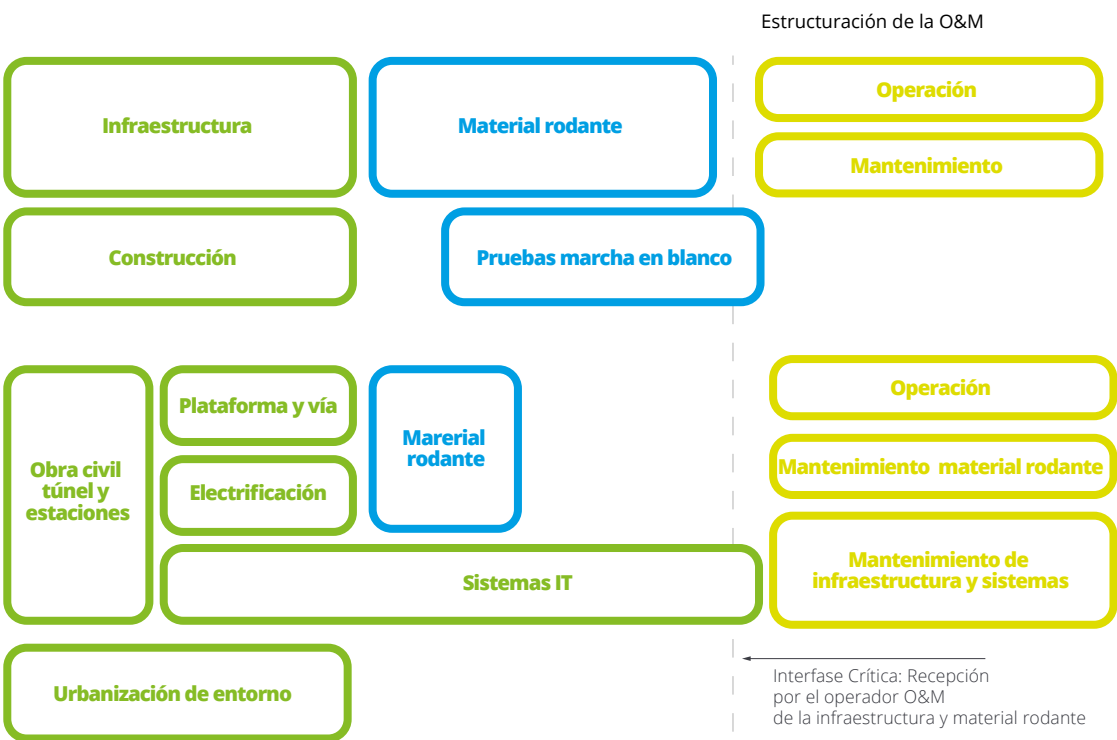 Estructuración de la O&M
Infraestructura
Material rodante
Operación
Mantenimiento
Construcción
Pruebas marcha en blanco
Obra civil
túnel y
estaciones
Plataforma y vía
Electrificación
Marerial
rodante
Sistemas IT
Operación
Mantenimiento material rodante
Mantenimiento de
infraestructura y sistemas
Urbanización de entorno
Interfase Crítica: Recepción
por el operador O&M
de la infraestructura y material rodante